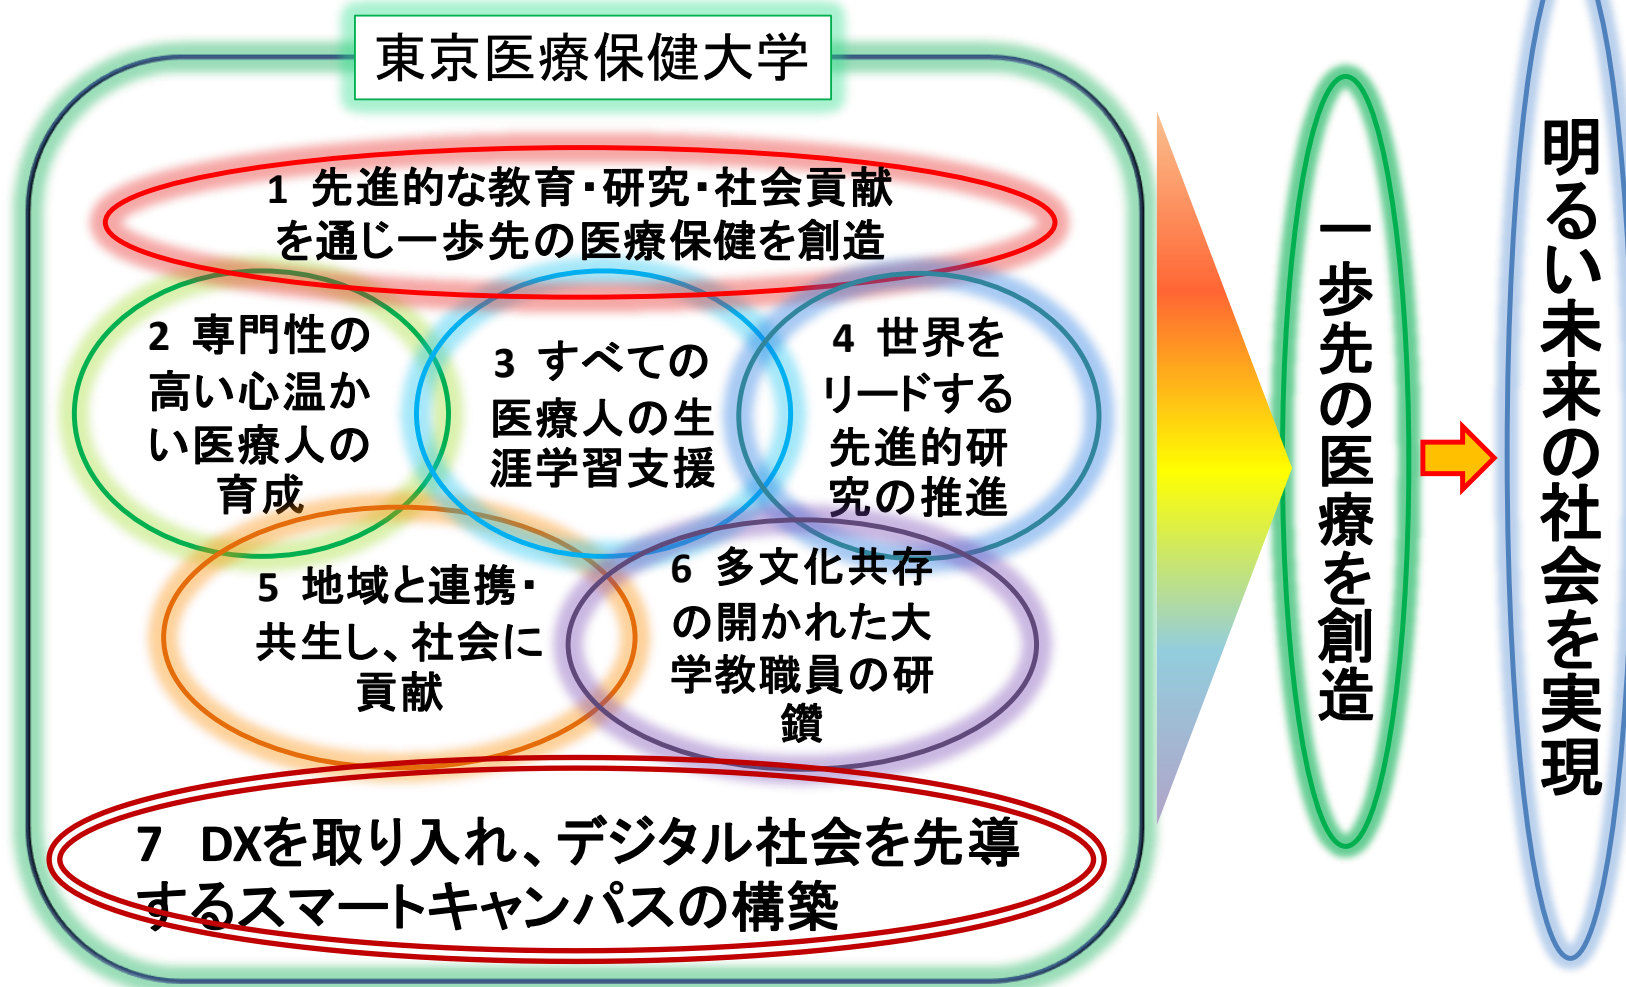 東京医療保健大学
1 先進的な教育・研究・社会貢献
を通じ一歩先の医療保健を創造
2 専門性の
高い心温か
い医療人の
育成
3 すべての
医療人の生
涯学習支援
4 世界を
リードする
先進的研
究の推進
5 地域と連携・
共生し、社会に
貢献
6 多文化共存
の開かれた大
学教職員の研
鑽
7 DXを取り入れ、デジタル社会を先導
するスマートキャンパスの構築
一歩先の医療を創造
明るい未来の社会を実現